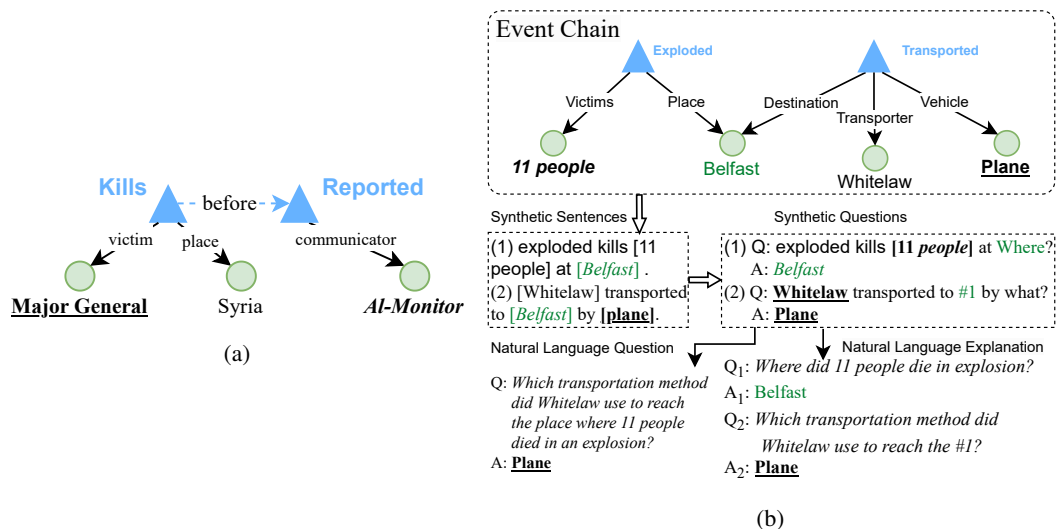 Kills
Reported
before
victim
place
communicator
Major General
Syria
Al-Monitor
(a)
Event Chain
Exploded
Transported
Victims
Place
Destination
Transporter
Vehicle
11 people
Belfast
Whitelaw
Plane
Synthetic Sentences
(1) exploded kills [11
people] at [Belfast] .
(2) [Whitelaw] transported
to [Belfast] by [plane].
Synthetic Questions
(1) Q: exploded kills [11 people] at Where?
A: Belfast
(2) Q: Whitelaw transported to #1 by what?
A: Plane
Natural Language Question
Q: Which transportation method
did Whitelaw use to reach
the place where 11 people
died in an explosion?
A: Plane
Natural Language Explanation
Q1: Where did 11 people die in explosion?
A1: Belfast
Q2: Which transportation method did
Whitelaw use to reach the #1?
A2: Plane
(b)